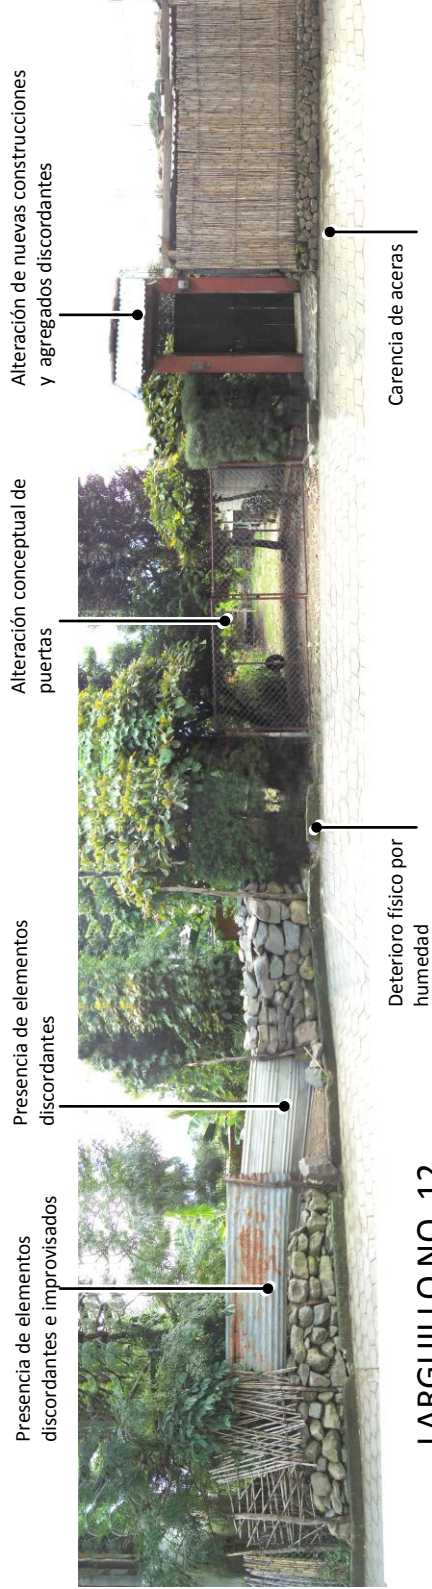 Presencia de elementos
discordantes e improvisados
Presencia de elementos
discordantes
Alteración conceptual de
puertas
Alteración de nuevas construcciones
y agregados discordantes
Deterioro físico por
humedad
Carencia de aceras
LARGUILLO NO. 12